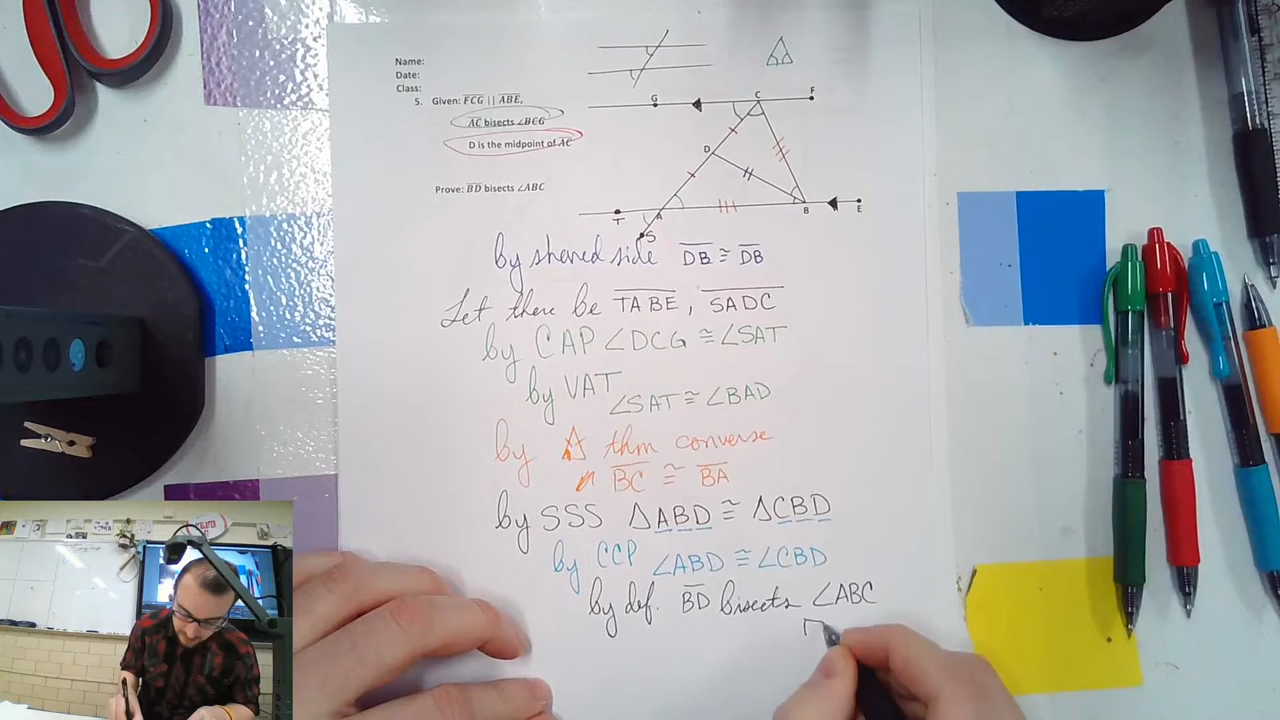 Name:
Date:
Class:
5. Given: FCG || ABE,
AC bisects ∠BCG
D is the midpoint of AC
Prove: BD bisects ∠ABC
G C F
D
T A B E
S
by shared side DB ≅ DB
Let there be TABE, SADC
by CAP ∠DCG ≅ ∠SAT
by VAT
∠SAT ≅ ∠BAD
by thm converse
BC ≅ BA
by SSS △ABD ≅ △CBD
by CCP ∠ABD ≅ ∠CBD
by def. BD bisects ∠ABC